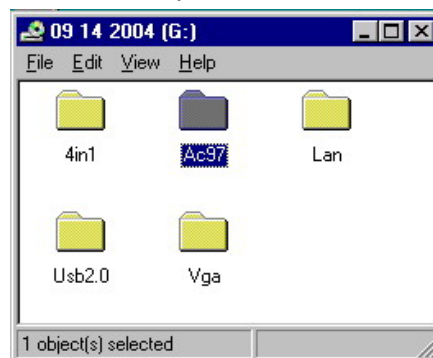 09 14 2004 (G:)
File Edit View Help
4in1 Ac97 Lan
Usb2.0 Vga
1 object(s) selected